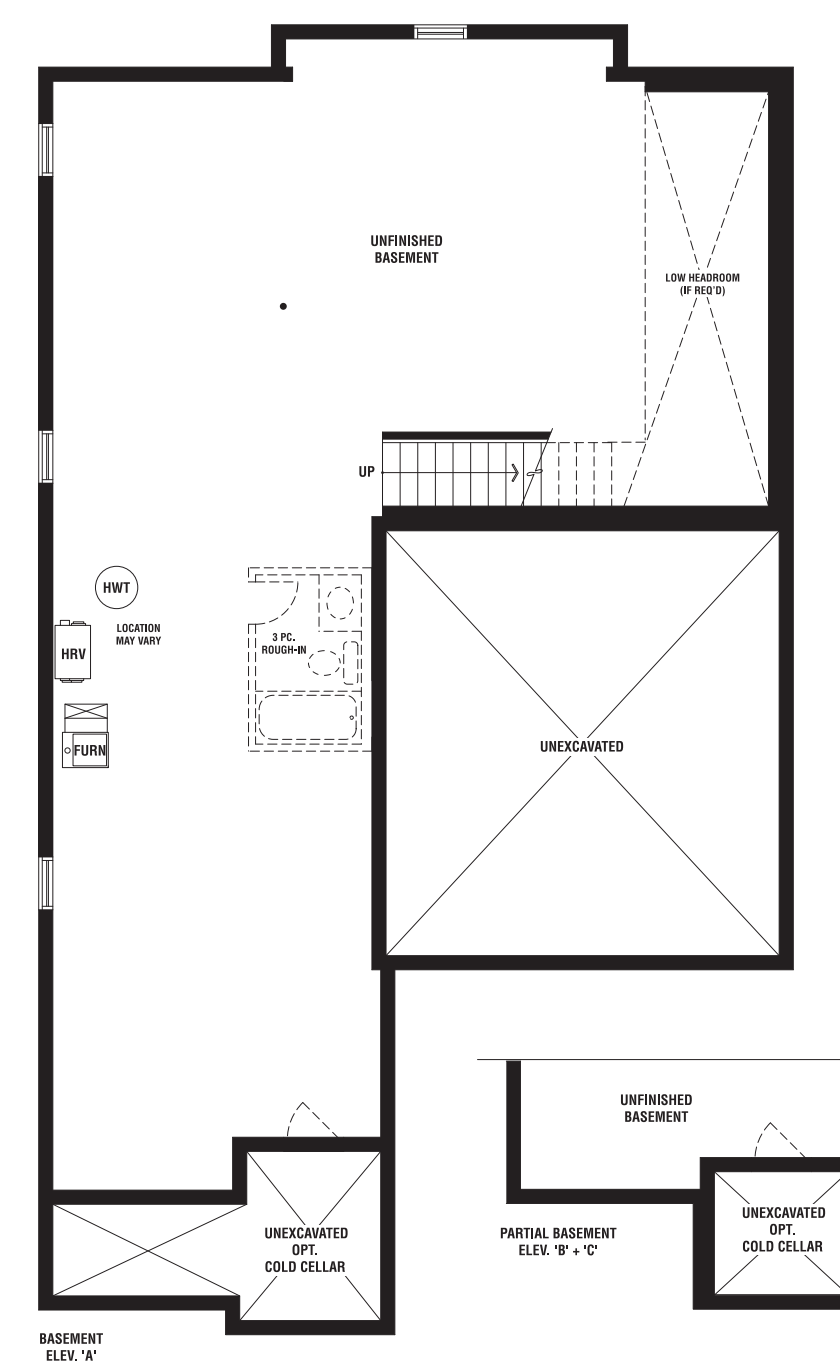 UNFINISHED
BASEMENT
LOW HEADROOM
(IF REQ'D)
UP
HWT
LOCATION
MAY VARY
HRV
3 PC.
ROUGH-IN
FURN
UNEXCAVATED
UNFINISHED
BASEMENT
UNEXCAVATED
OPT.
COLD CELLAR
PARTIAL BASEMENT
ELEV. 'B' + 'C'
UNEXCAVATED
OPT.
COLD CELLAR
BASEMENT
ELEV. 'A'